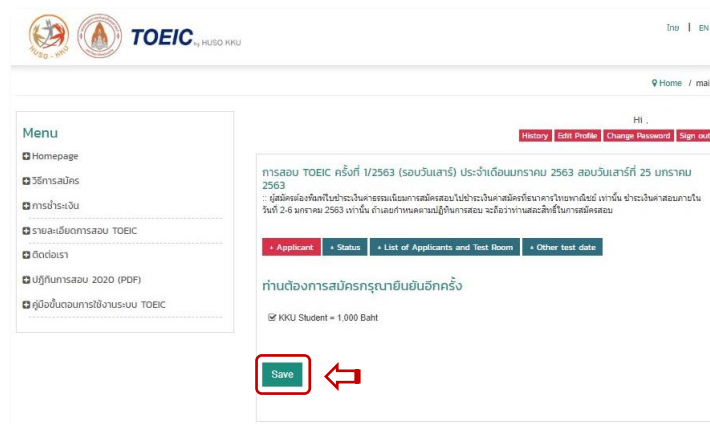 HUSO - KKU
TOEIC by HUSO KKU
ไทย | EN
Home / mai
Menu
Homepage
วิธีการสมัคร
การชำระเงิน
รายละเอียดการสอบ TOEIC
ติดต่อเรา
ปฏิทินการสอบ 2020 (PDF)
คู่มือขั้นตอนการใช้งานระบบ TOEIC
Hi ,
History Edit Profile Change Password Sign out
การสอบ TOEIC ครั้งที่ 1/2563 (รอบวันเสาร์) ประจำเดือนมกราคม 2563 สอบวันเสาร์ที่ 25 มกราคม
2563
:: ผู้สมัครต้องพิมพ์ใบชำระเงินค่าธรรมเนียมการสมัครสอบไปชำระเงินค่าสมัครที่ธนาคารไทยพาณิชย์ เท่านั้น ชำระเงินค่าสอบภายใน
วันที่ 2-6 มกราคม 2563 เท่านั้น ถ้าเลยกำหนดตามปฏิทินการสอบ จะถือว่าท่านสละสิทธิ์ในการสมัครสอบ
+ Applicant + Status + List of Applicants and Test Room + Other test date
ท่านต้องการสมัครกรุณายืนยันอีกครั้ง
KKU Student = 1,000 Baht
Save